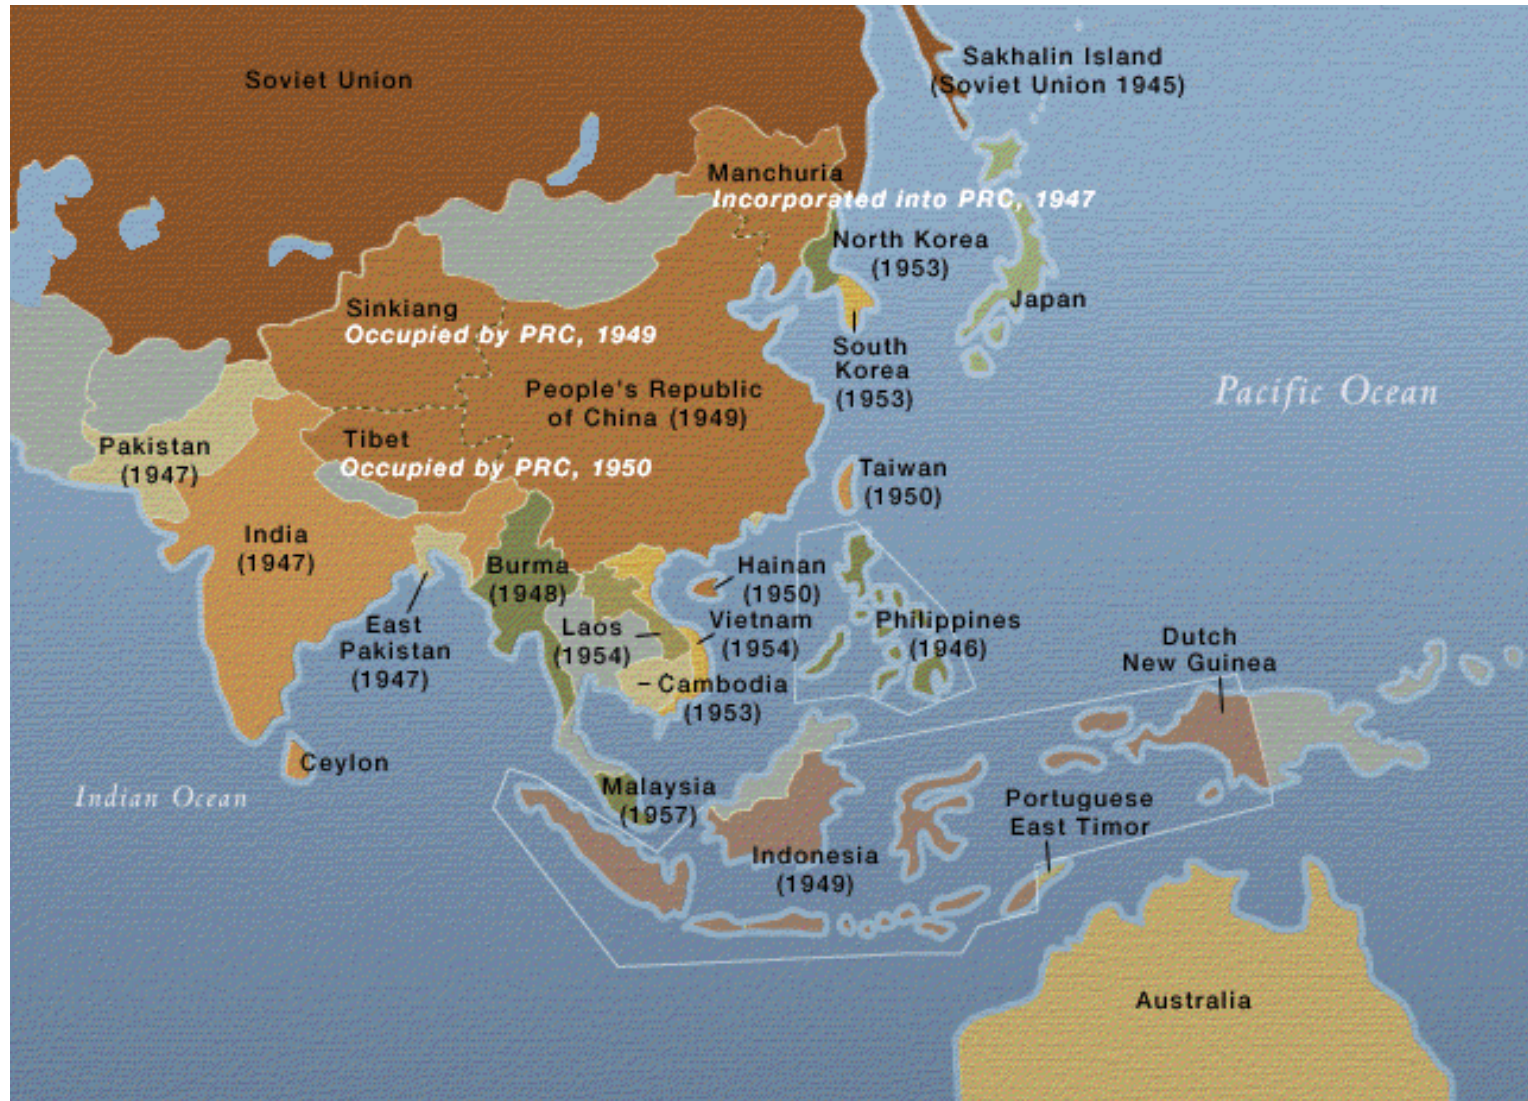 Soviet Union
Sakhalin Island
(Soviet Union 1945)
Manchuria
Incorporated into PRC, 1947
North Korea
(1953)
Japan
Sinkiang
Occupied by PRC, 1949
South
Korea
(1953)
People's Republic
of China (1949)
Pacific Ocean
Pakistan
(1947)
Tibet
Occupied by PRC, 1950
Taiwan
(1950)
India
(1947)
Burma
(1948)
Hainan
(1950)
East
Pakistan
(1947)
Laos
(1954)
Vietnam
(1954)
Philippines
(1946)
Dutch
New Guinea
Cambodia
(1953)
Ceylon
Indian Ocean
Malaysia
(1957)
Portuguese
East Timor
Indonesia
(1949)
Australia